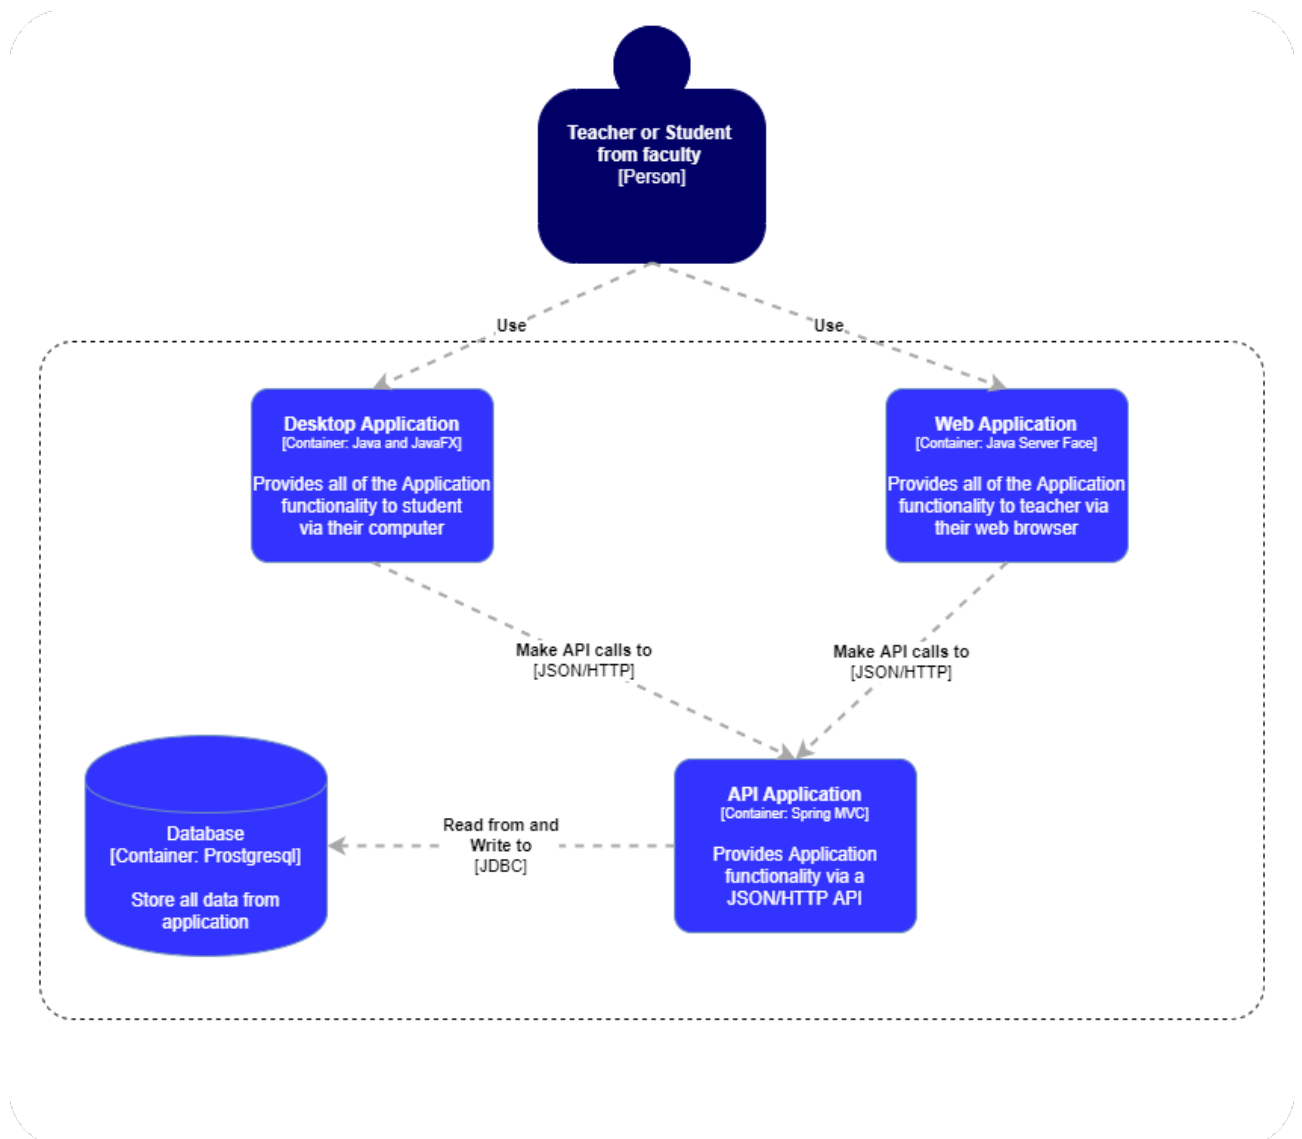 Teacher or Student
from faculty
[Person]
Use
Use
Desktop Application
[Container: Java and JavaFX]
Provides all of the Application
functionality to student
via their computer
Web Application
[Container: Java Server Face]
Provides all of the Application
functionality to teacher via
their web browser
Make API calls to
[JSON/HTTP]
Make API calls to
[JSON/HTTP]
Database
[Container: Prostgresql]
Store all data from
application
Read from and
Write to
[JDBC]
API Application
[Container: Spring MVC]
Provides Application
functionality via a
JSON/HTTP API